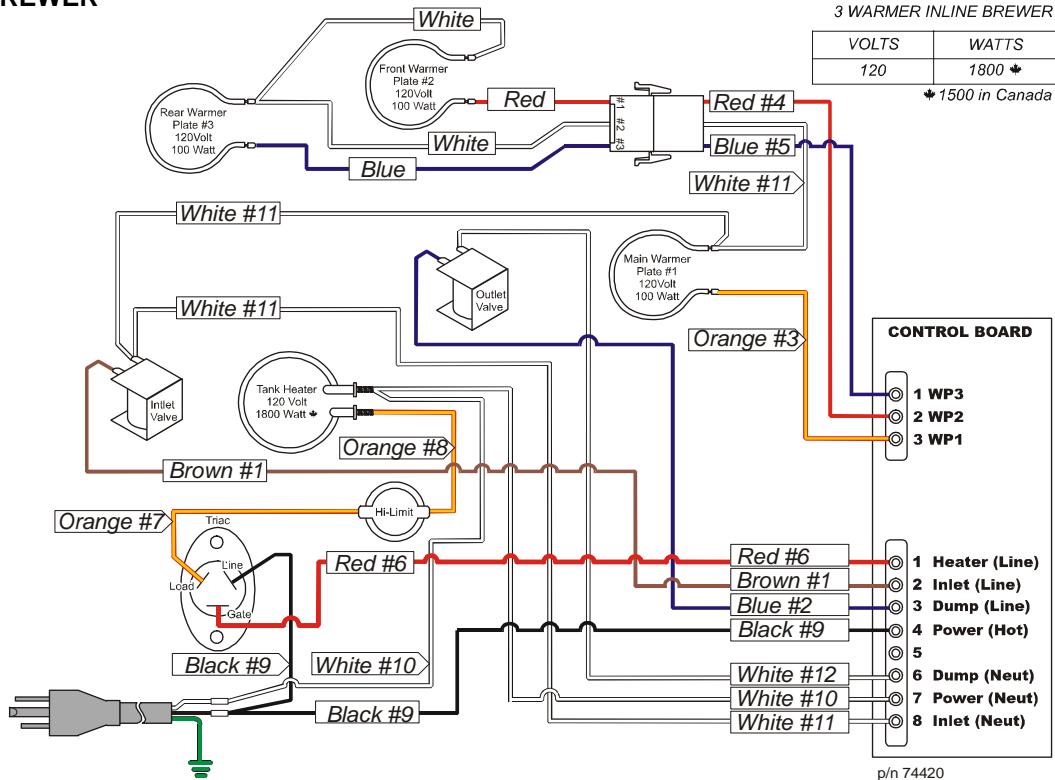 REWER
3 WARMER INLINE BREWER
VOLTS WATTS
120 1800
1500 in Canada
White
Front Warmer
Plate #2
120Volt
100 Watt
Rear Warmer
Plate #3
120Volt
100 Watt
Red
White
Blue
#1
#2
#3
Red #4
Blue #5
White #11
White #11
White #11
Main Warmer
Plate #1
120Volt
100 Watt
Outlet
Valve
Orange #3
Intlet
Valve
Tank Heater
120 Volt
1800 Watt
Orange #8
Brown #1
Hi-Limit
Orange #7
Triac
Line
Load
Gate
Red #6
Black #9
White #10
Black #9
CONTROL BOARD
1 WP3
2 WP2
3 WP1
Red #6
Brown #1
Blue #2
Black #9
White #12
White #10
White #11
1 Heater (Line)
2 Inlet (Line)
3 Dump (Line)
4 Power (Hot)
5
6 Dump (Neut)
7 Power (Neut)
8 Inlet (Neut)
p/n 74420